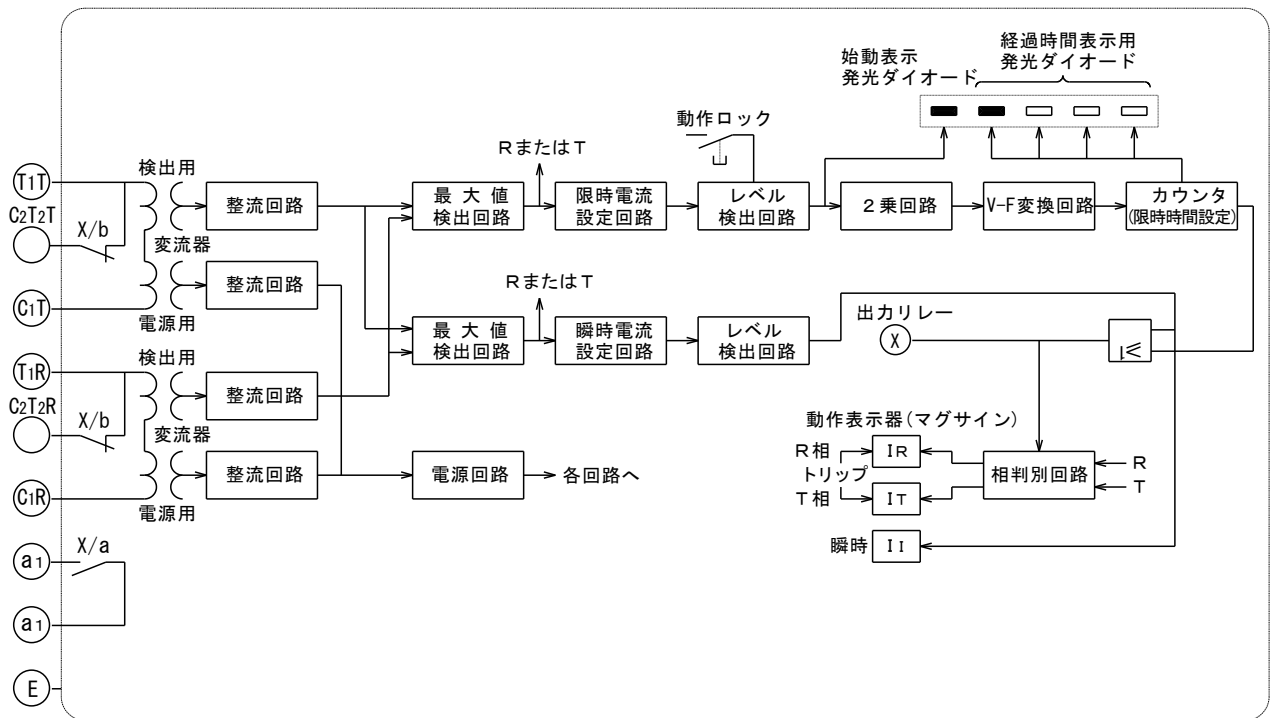 経過時間表示用
発光ダイオード
始動表示
発光ダイオード
動作ロック
RまたはT
T1T
検出用
整流回路
最大値
検出回路
限時電流
設定回路
レベル
検出回路
2乗回路
V-F変換回路
カウンタ
(限時時間設定)
C2T2T
X/b
変流器
整流回路
C1T
電源用
RまたはT
最大値
検出回路
瞬時電流
設定回路
レベル
検出回路
出力リレー
X
≥1
T1R
検出用
整流回路
C2T2R
X/b
変流器
動作表示器(マグサイン)
R相
IR
トリップ
T相
IT
相判別回路
R
T
整流回路
電源回路
各回路へ
C1R
電源用
瞬時
II
a1
X/a
a1
E